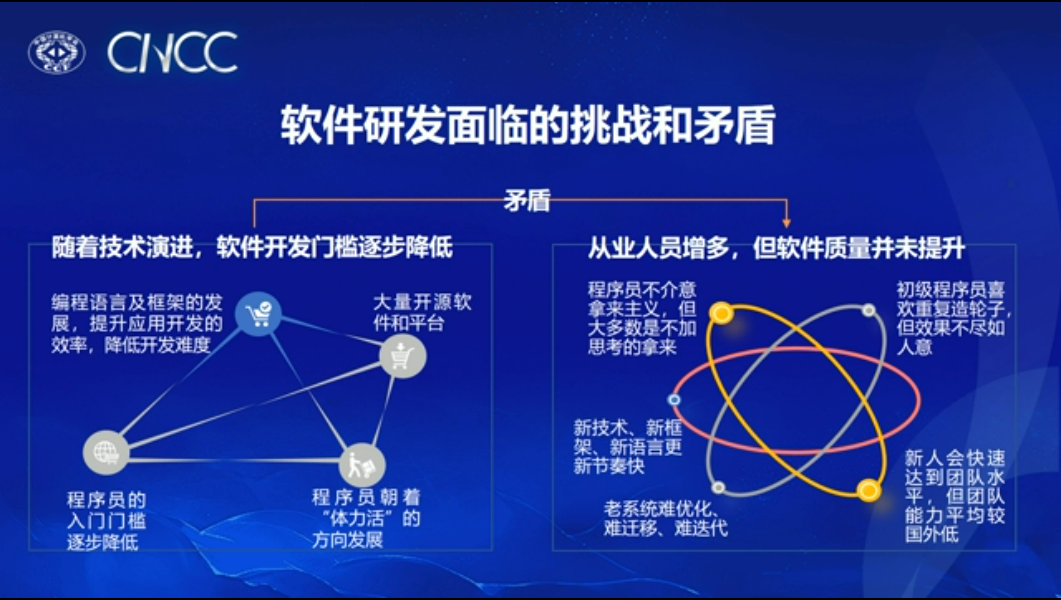 CNCC
CCF
软件研发面临的挑战和矛盾
矛盾
随着技术演进，软件开发门槛逐步降低
编程语言及框架的发
展，提升应用开发的
效率，降低开发难度
大量开源软
件和平台
程序员的
入门门槛
逐步降低
程序员朝着
“体力活”的
方向发展
从业人员增多，但软件质量并未提升
程序员不介意
拿来主义，但
大多数是不加
思考的拿来
初级程序员喜
欢重复造轮子，
但效果不尽如
人意
新技术、新框
架、新语言更
新节奏快
老系统难优化、
难迁移、难迭代
新人会快速
达到团队水
平，但团队
能力平均较
国外低